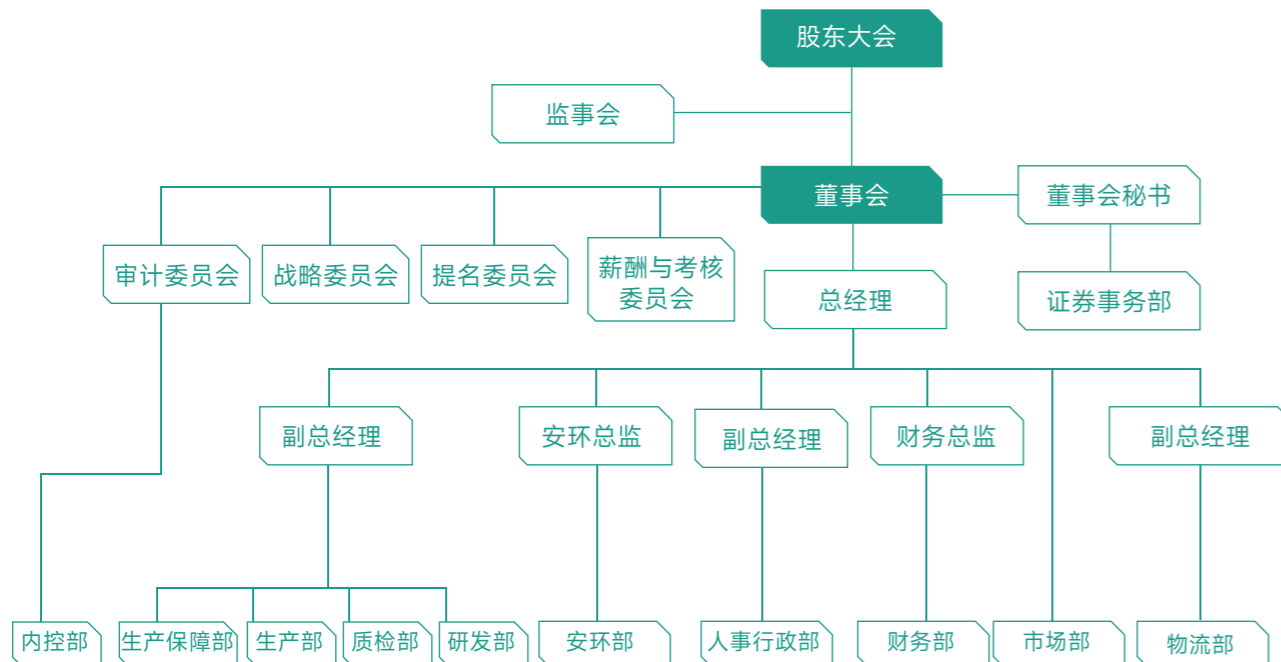 股东大会
监事会
董事会
董事会秘书
审计委员会
战略委员会
提名委员会
薪酬与考核
委员会
总经理
证券事务部
副总经理
安环总监
副总经理
财务总监
副总经理
内控部
生产保障部
生产部
质检部
研发部
安环部
人事行政部
财务部
市场部
物流部